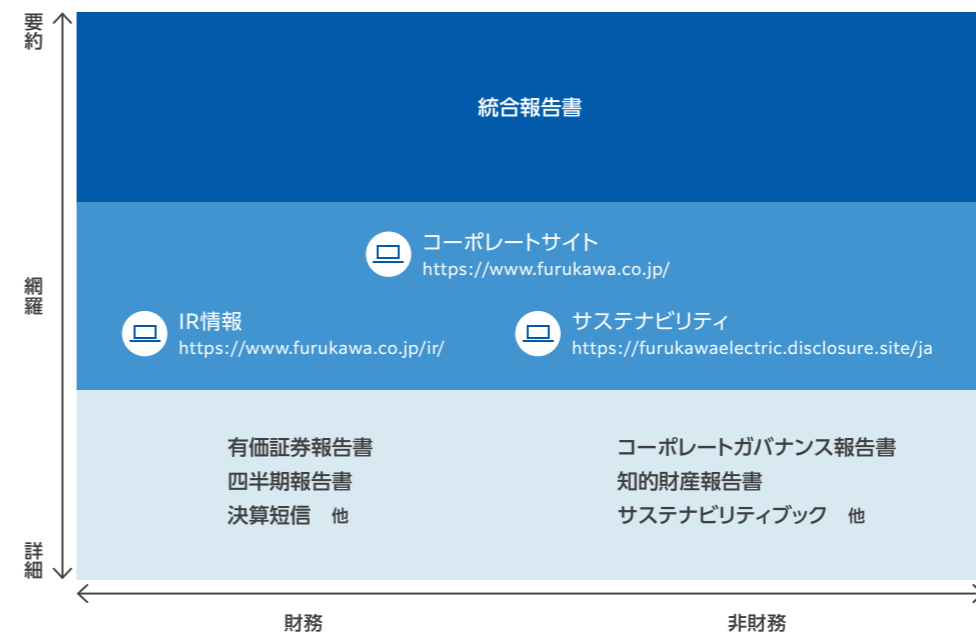 要約
統合報告書
コーポレートサイト
https://www.furukawa.co.jp/
網羅
IR情報
https://www.furukawa.co.jp/ir/
サステナビリティ
https://furukawaelectric.disclosure.site/ja
有価証券報告書
四半期報告書
決算短信 他
コーポレートガバナンス報告書
知的財産報告書
サステナビリティブック 他
詳細
財務
非財務